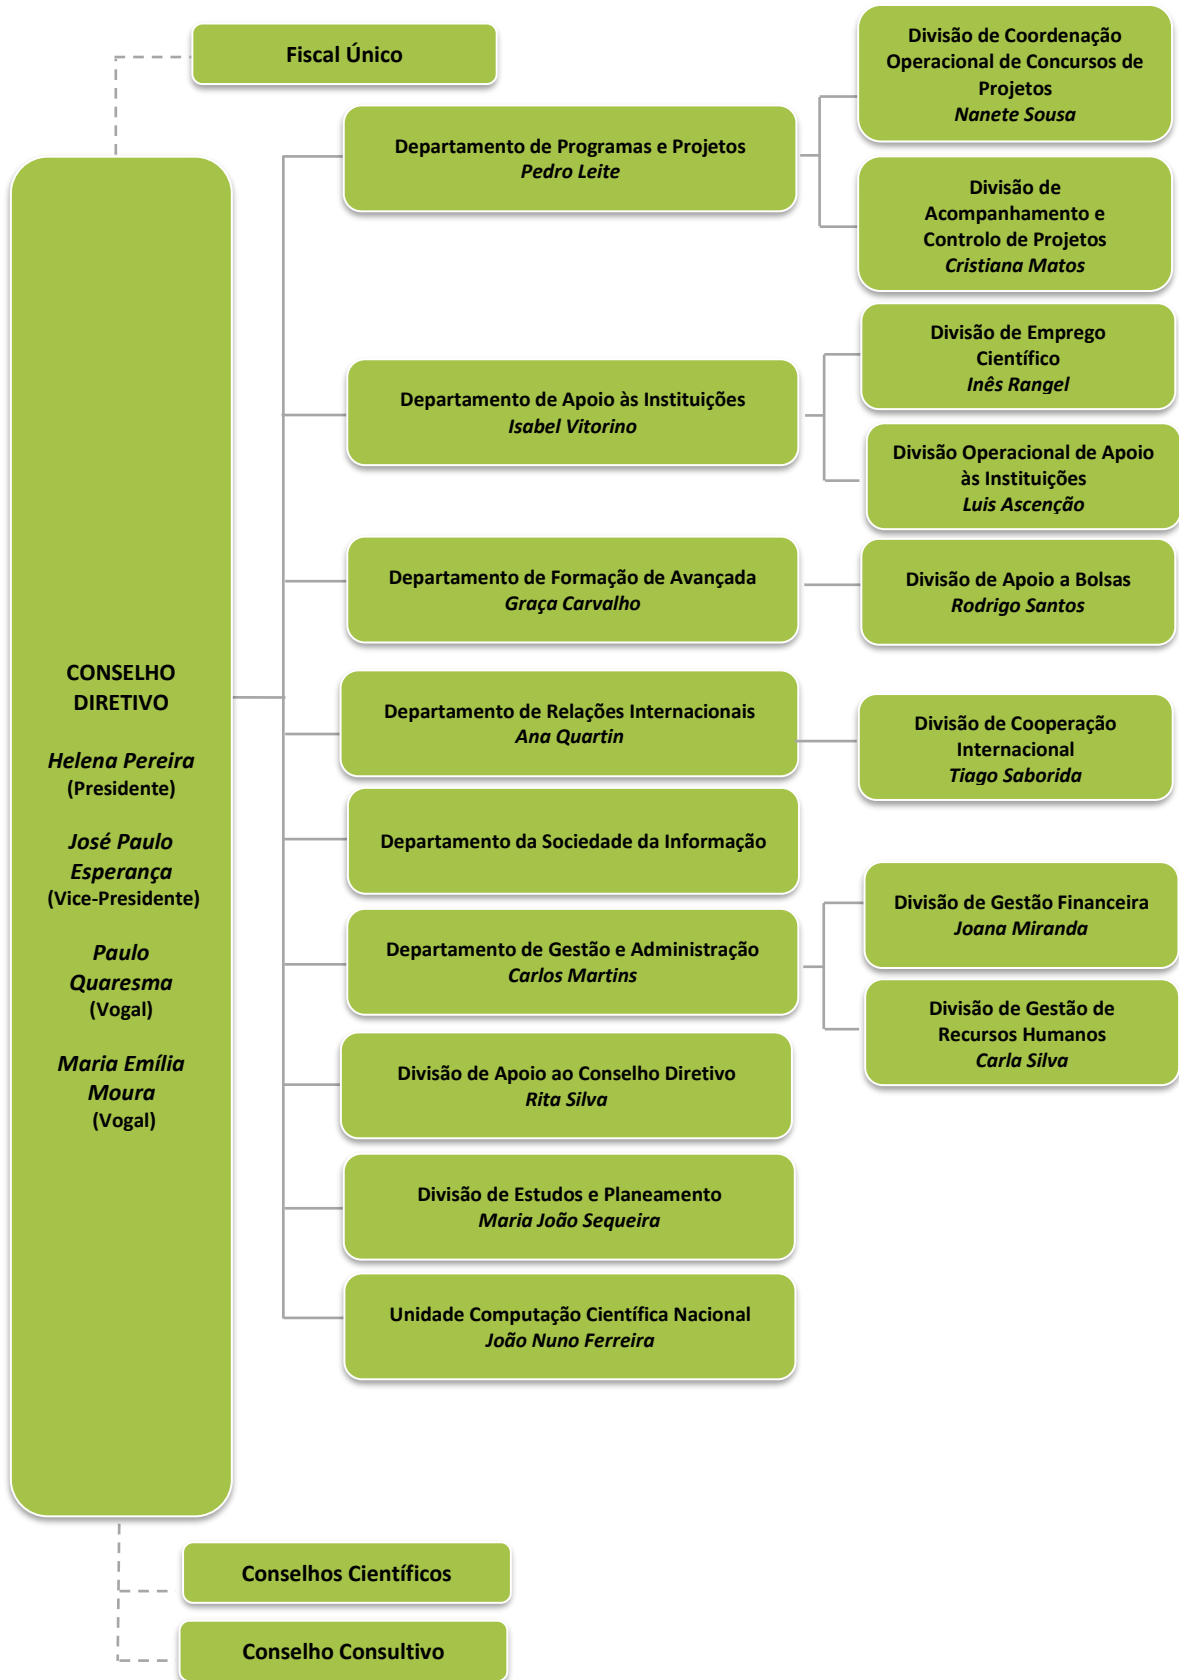 Fiscal Único
CONSELHO
DIRETIVO
Helena Pereira
(Presidente)
José Paulo
Esperança
(Vice-Presidente)
Paulo
Quaresma
(Vogal)
Maria Emília
Moura
(Vogal)
Departamento de Programas e Projetos
Pedro Leite
Divisão de Coordenação
Operacional de Concursos de
Projetos
Nanete Sousa
Divisão de
Acompanhamento e
Controlo de Projetos
Cristiana Matos
Departamento de Apoio às Instituições
Isabel Vitorino
Divisão de Emprego
Científico
Inês Rangel
Divisão Operacional de Apoio
às Instituições
Luis Ascenção
Departamento de Formação de Avançada
Graça Carvalho
Divisão de Apoio a Bolsas
Rodrigo Santos
Departamento de Relações Internacionais
Ana Quartin
Divisão de Cooperação
Internacional
Tiago Saborida
Departamento da Sociedade da Informação
Departamento de Gestão e Administração
Carlos Martins
Divisão de Gestão Financeira
Joana Miranda
Divisão de Gestão de
Recursos Humanos
Carla Silva
Divisão de Apoio ao Conselho Diretivo
Rita Silva
Divisão de Estudos e Planeamento
Maria João Sequeira
Unidade Computação Científica Nacional
João Nuno Ferreira
Conselhos Científicos
Conselho Consultivo